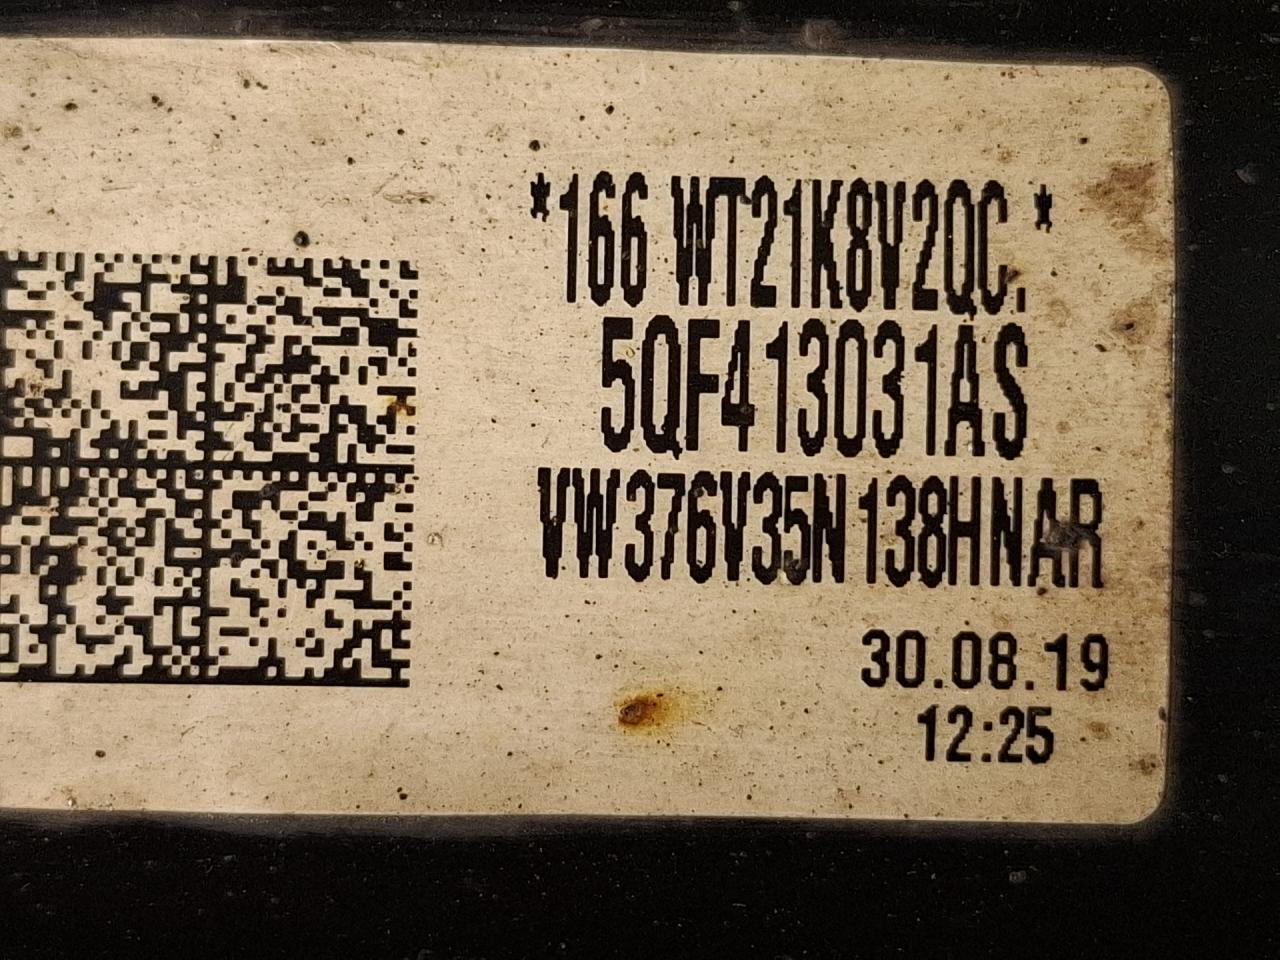 *166 WT21K8V2QC. *
5QF413031AS
VW376V35N138HNAR
30.08.19
12:25